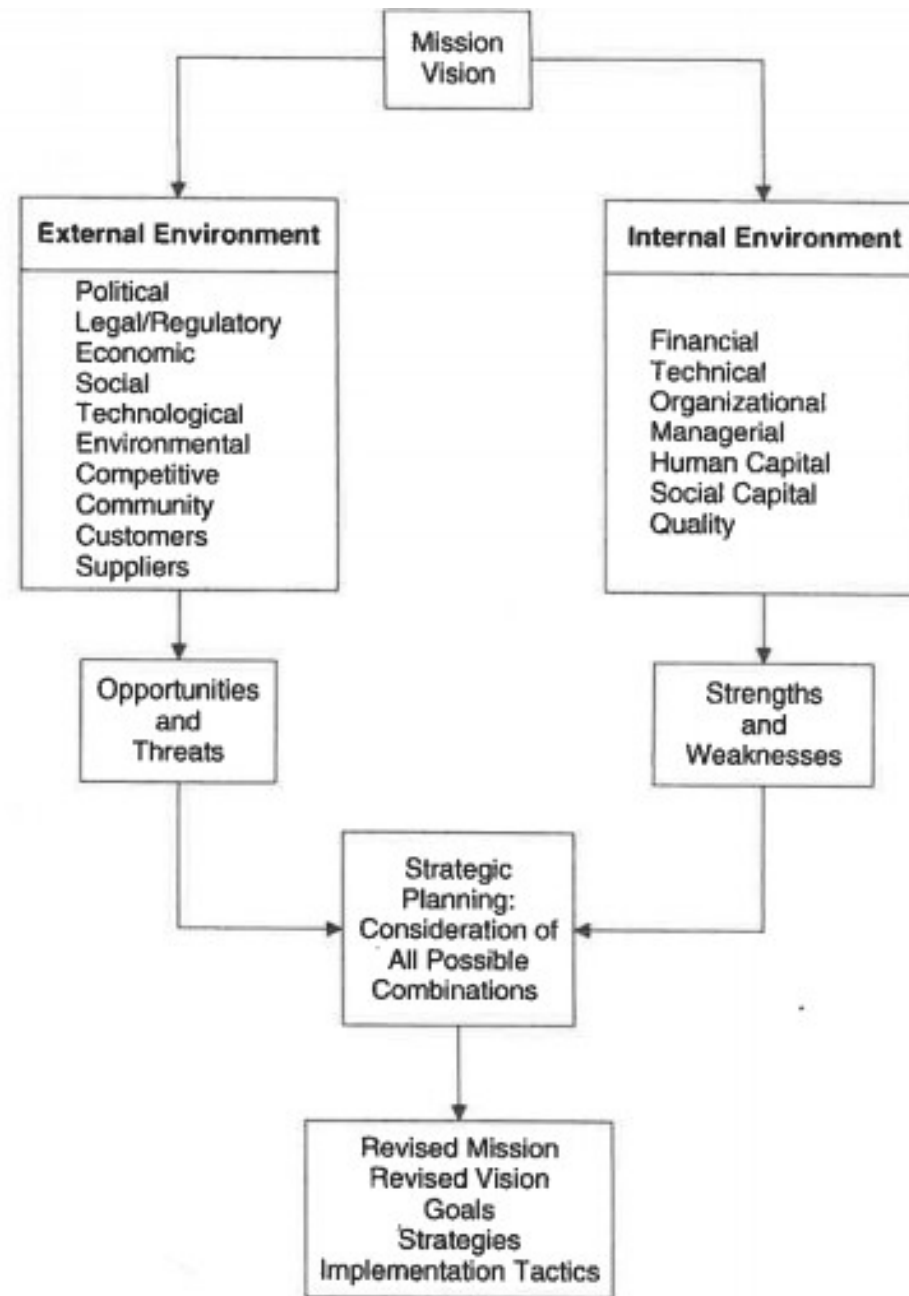 Mission
Vision
External Environment
Political
Legal/Regulatory
Economic
Social
Technological
Environmental
Competitive
Community
Customers
Suppliers
Internal Environment
Financial
Technical
Organizational
Managerial
Human Capital
Social Capital
Quality
Opportunities
and
Threats
Strengths
and
Weaknesses
Strategic
Planning:
Consideration of
All Possible
Combinations
Revised Mission
Revised Vision
Goals
Strategies
Implementation Tactics